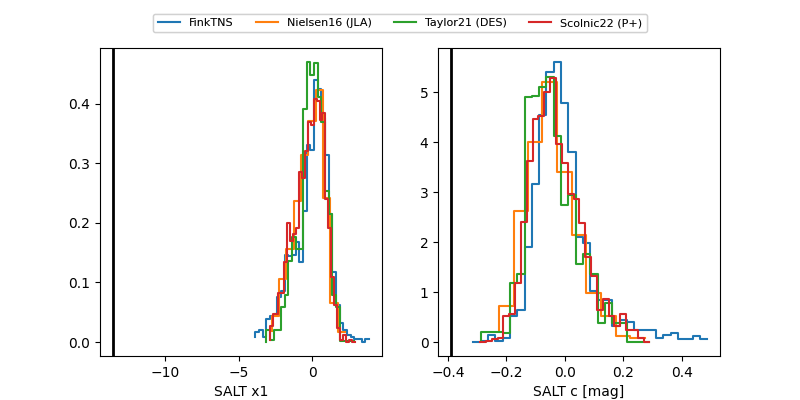 FinkTNS Nielsen16 (JLA) Taylor21 (DES) Scolnic22 (P+)
0.4
0.3
0.2
0.1
0.0
−10 −5 0
SALT x1
5
4
3
2
1
0
−0.4 −0.2 0.0 0.2 0.4
SALT c [mag]